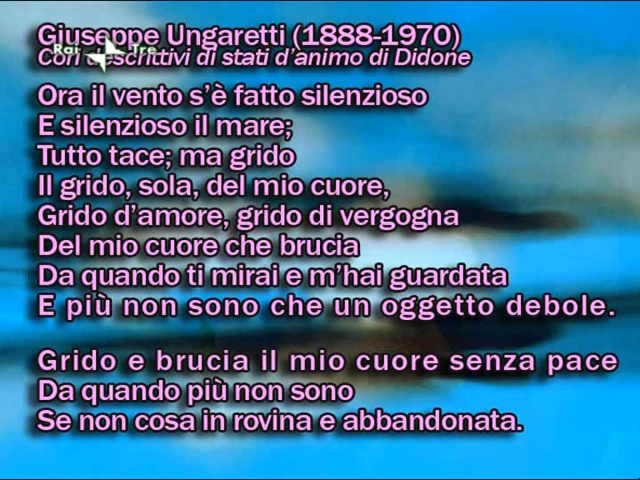 Giuseppe Ungaretti (1888-1970)
Cori descrittivi di stati d'animo di Didone
Rai Tre
Ora il vento s'è fatto silenzioso
E silenzioso il mare;
Tutto tace; ma grido
Il grido, sola, del mio cuore,
Grido d'amore, grido di vergogna
Del mio cuore che brucia
Da quando ti mirai e m'hai guardata
E più non sono che un oggetto debole.
Grido e brucia il mio cuore senza pace
Da quando più non sono
Se non cosa in rovina e abbandonata.